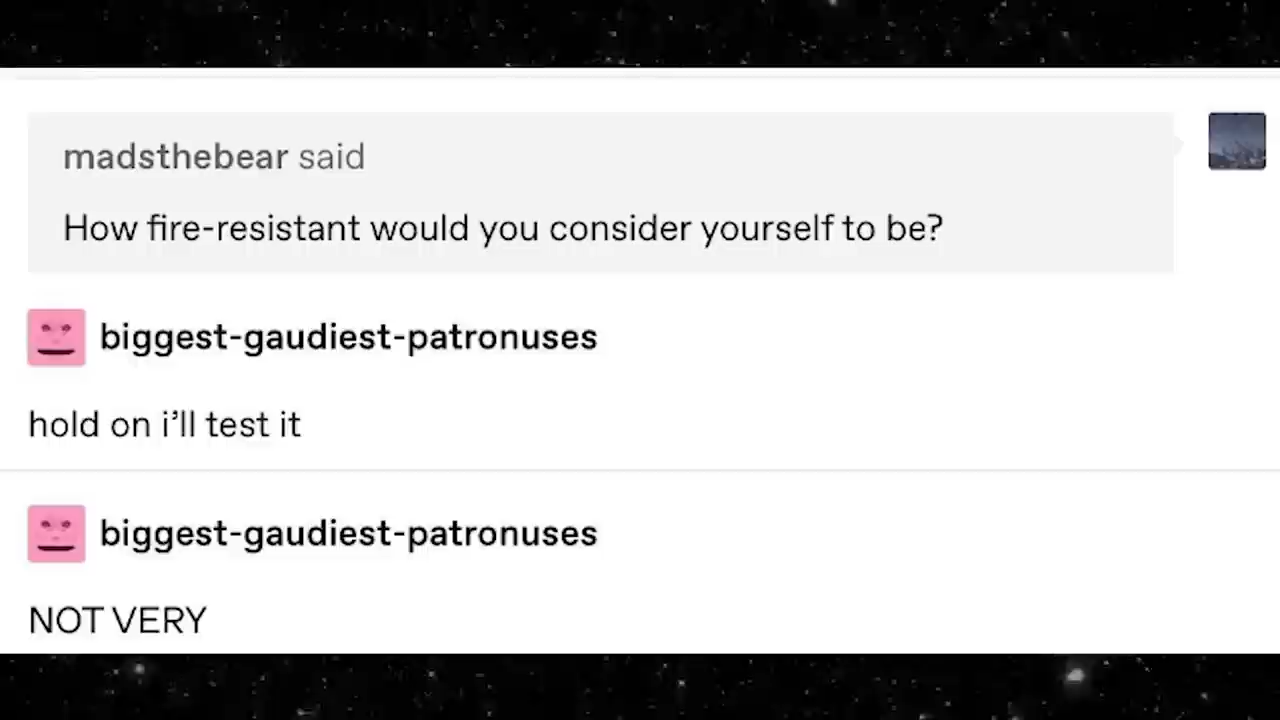 madsthebear said
How fire-resistant would you consider yourself to be?
biggest-gaudiest-patronuses
hold on i’ll test it
biggest-gaudiest-patronuses
NOT VERY